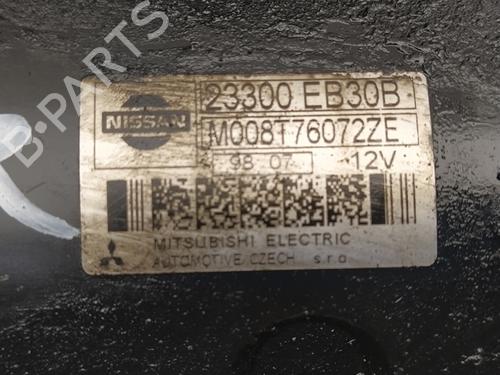 B-PARTS
NISSAN
23300 EB30B
M008T76072ZE
98 07 12V
MITSUBISHI ELECTRIC
AUTOMOTIVE CZECH s.r.o